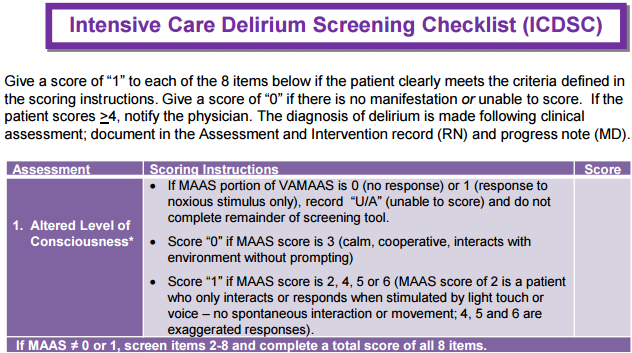 Intensive Care Delirium Screening Checklist (ICDSC)
Give a score of “1” to each of the 8 items below if the patient clearly meets the criteria defined in
the scoring instructions. Give a score of “0” if there is no manifestation or unable to score.  If the
patient scores ≥4, notify the physician. The diagnosis of delirium is made following clinical
assessment; document in the Assessment and Intervention record (RN) and progress note (MD).
Assessment Scoring Instructions Score
1. Altered Level of
Consciousness*
• If MAAS portion of VAMAAS is 0 (no response) or 1 (response to
noxious stimulus only), record “U/A” (unable to score) and do not
complete remainder of screening tool.
• Score “0” if MAAS score is 3 (calm, cooperative, interacts with
environment without prompting)
• Score “1” if MAAS score is 2, 4, 5 or 6 (MAAS score of 2 is a patient
who only interacts or responds when stimulated by light touch or
voice – no spontaneous interaction or movement; 4, 5 and 6 are
exaggerated responses).
If MAAS ≠ 0 or 1, screen items 2-8 and complete a total score of all 8 items.